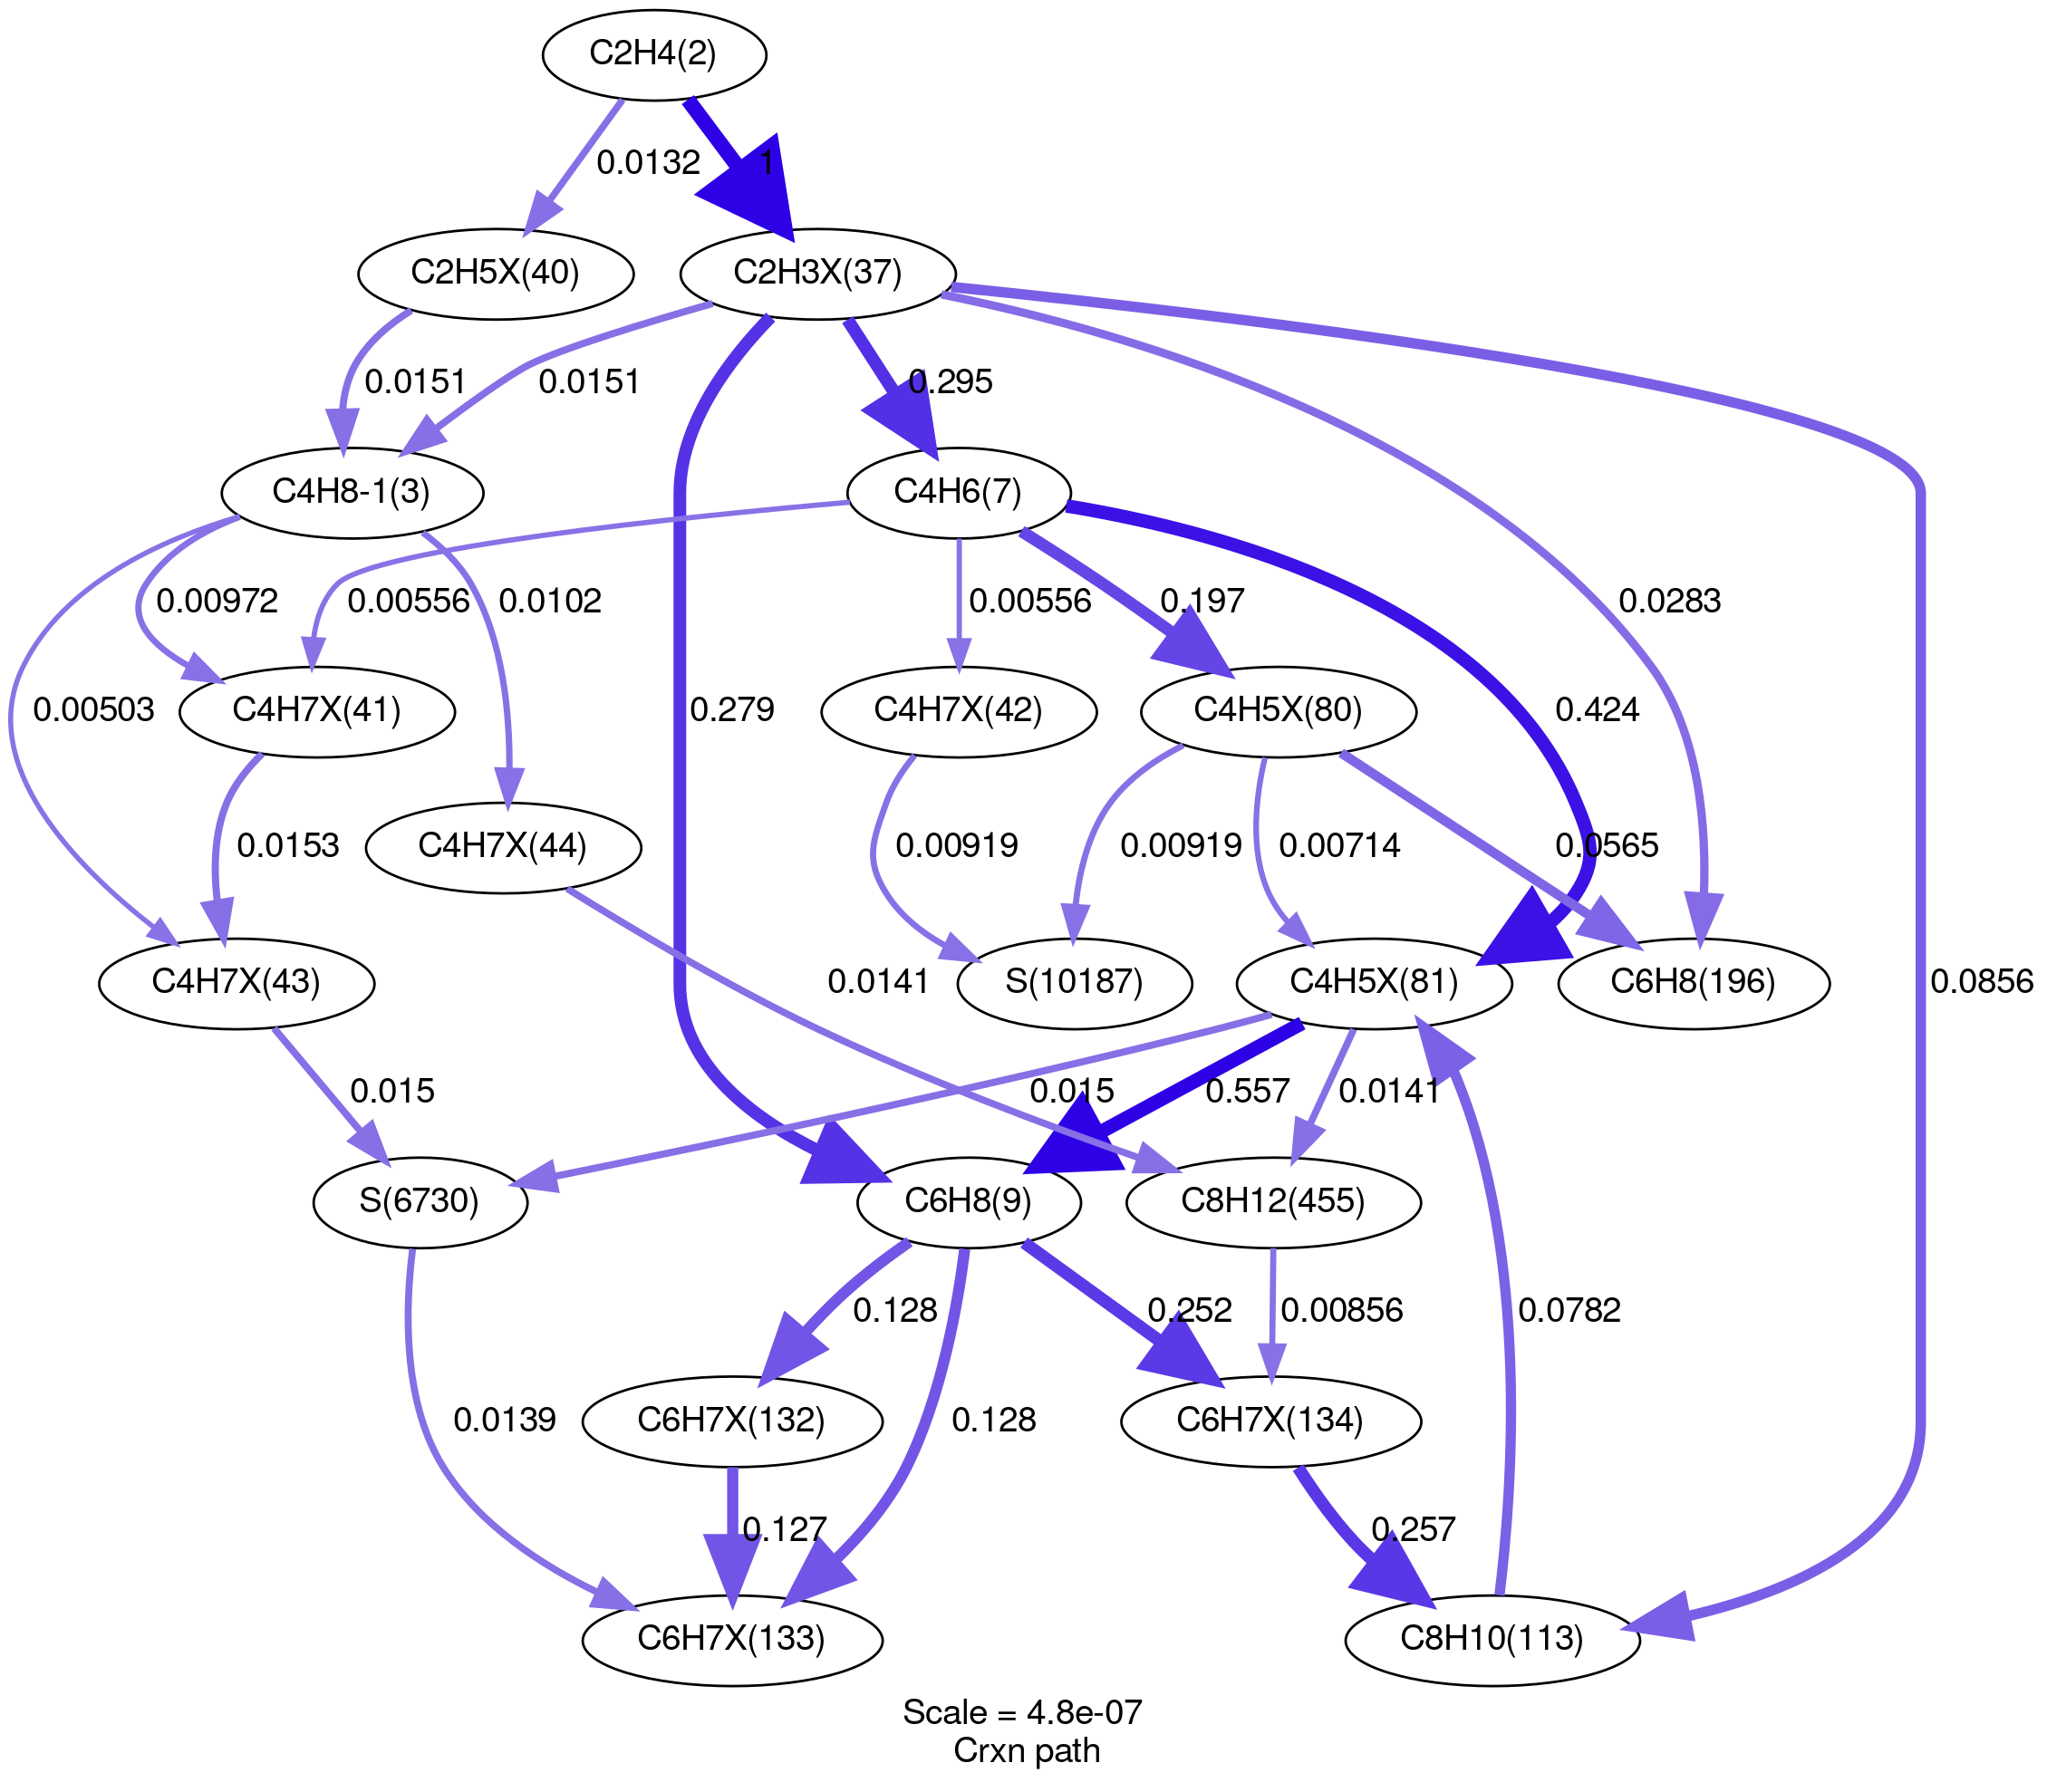 C2H4(2)
0.0132
1
C2H5X(40)
C2H3X(37)
0.0151
0.0151
0.295
C4H8-1(3)
C4H6(7)
0.00972
0.00556
0.0102
0.00556
0.197
0.0283
0.00503
C4H7X(41)
0.279
C4H7X(42)
C4H5X(80)
0.424
0.0153
C4H7X(44)
0.00919
0.00919
0.00714
0.0565
C4H7X(43)
0.0141
S(10187)
C4H5X(81)
C6H8(196)
0.0856
0.015
0.015
0.557
0.0141
S(6730)
C6H8(9)
C8H12(455)
0.128
0.252
0.00856
0.0782
0.0139
C6H7X(132)
0.128
C6H7X(134)
0.127
0.257
C6H7X(133)
C8H10(113)
Scale = 4.8e-07
Crxn path